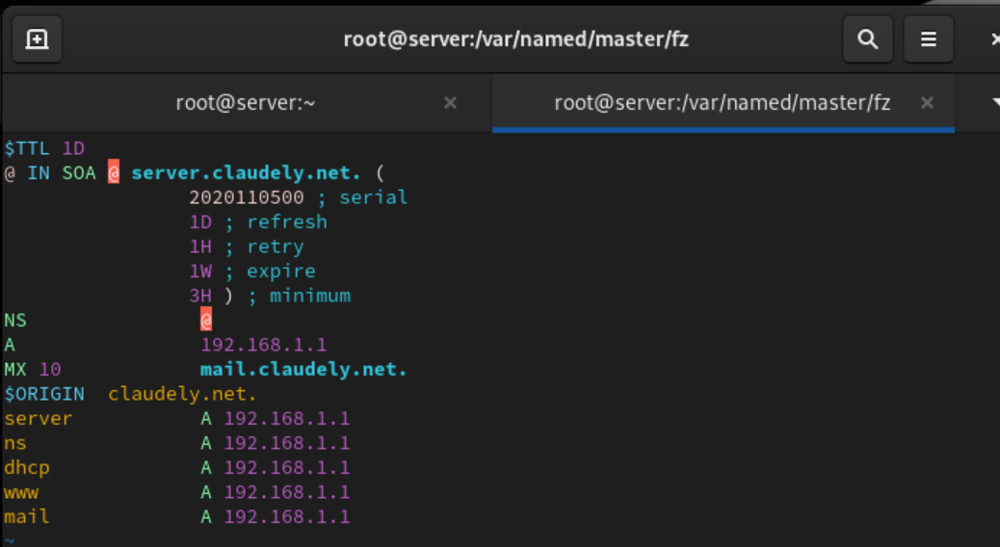 root@server:/var/named/master/fz
root@server:~ root@server:/var/named/master/fz
$TTL 1D
@ IN SOA @ server.claudely.net. (
2020110500 ; serial
1D ; refresh
1H ; retry
1W ; expire
3H ) ; minimum
NS @
A 192.168.1.1
MX 10 mail.claudely.net.
$ORIGIN claudely.net.
server A 192.168.1.1
ns A 192.168.1.1
dhcp A 192.168.1.1
www A 192.168.1.1
mail A 192.168.1.1
~